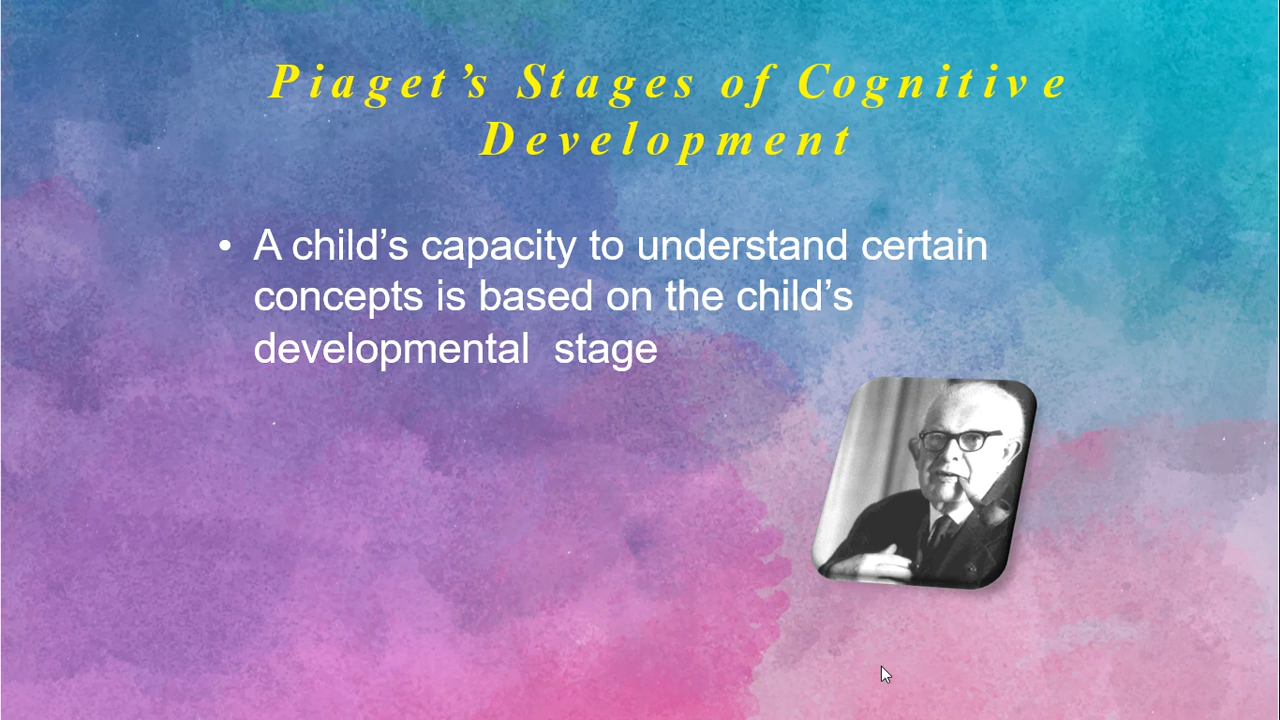 Piaget’s Stages of Cognitive
Development
• A child’s capacity to understand certain
concepts is based on the child’s
developmental  stage